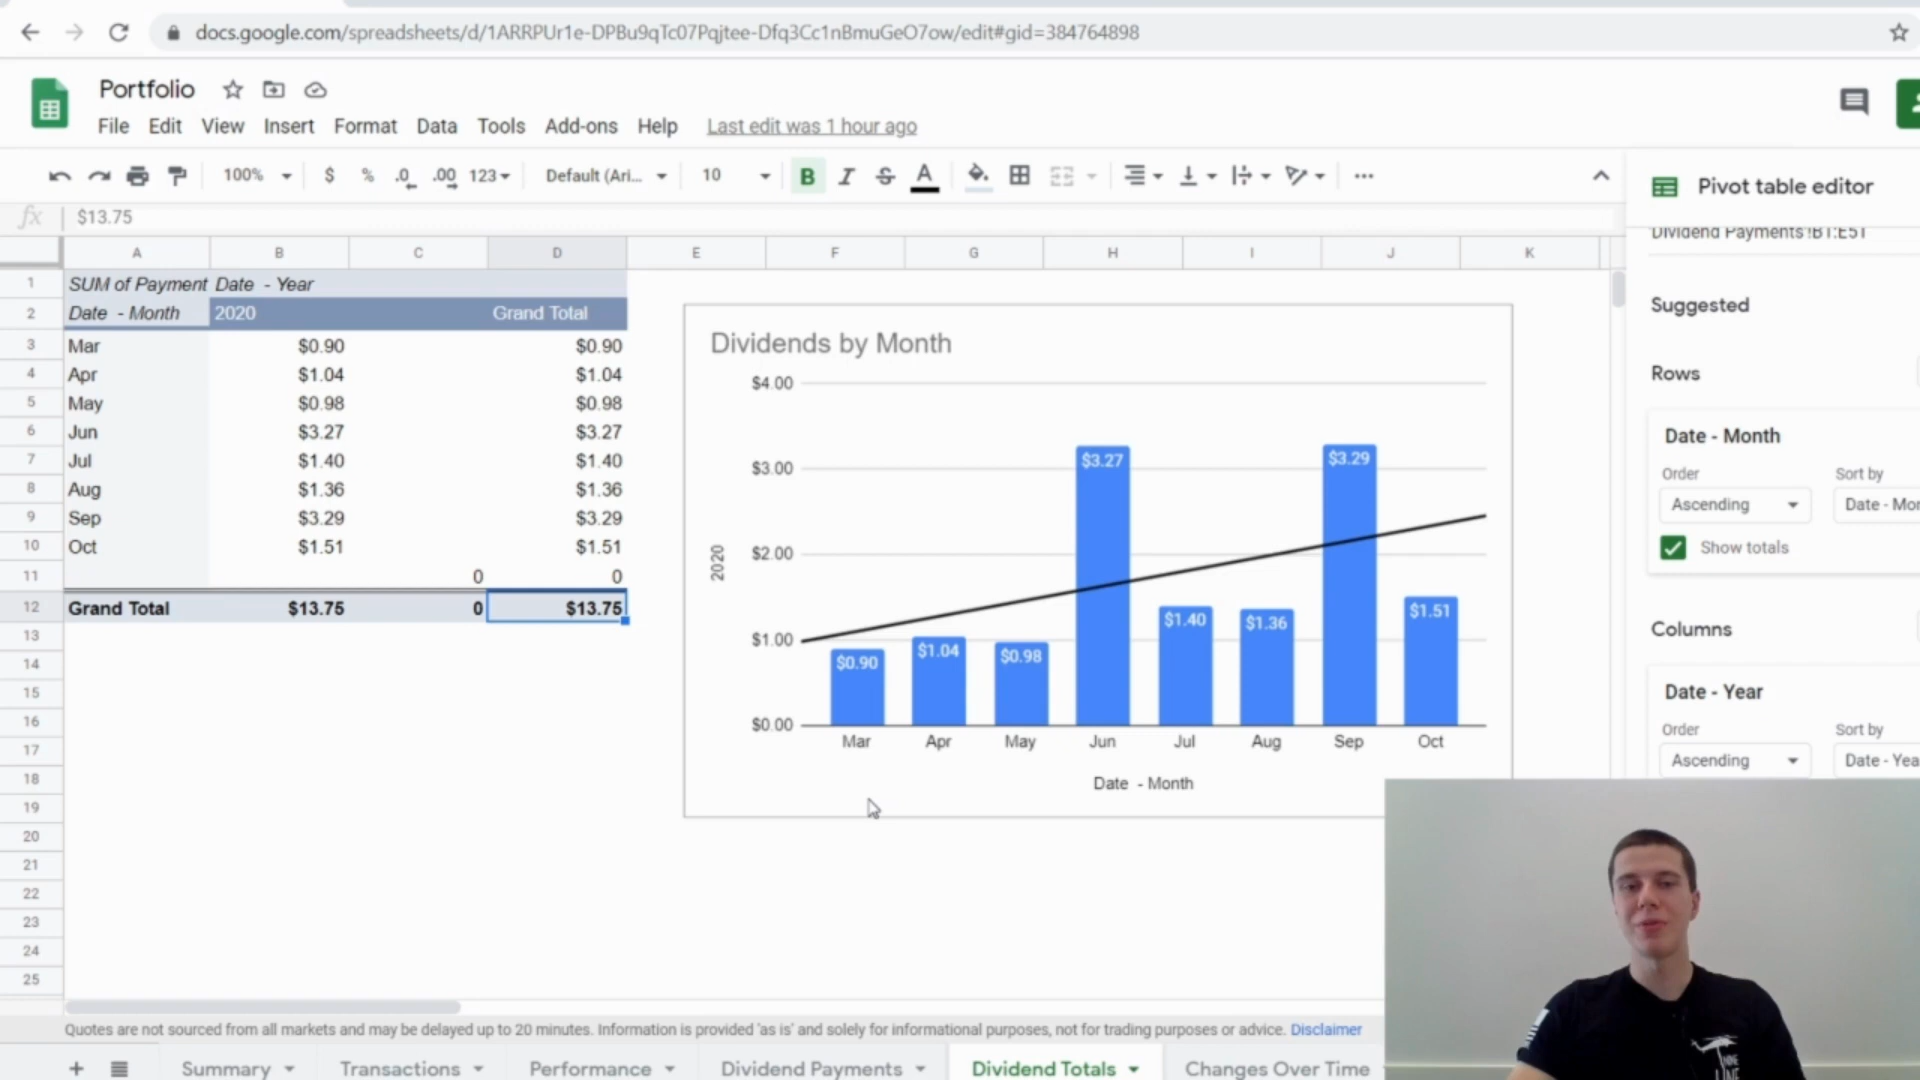 docs.google.com/spreadsheets/d/1ARRPUr1e-DPBu9qTc07Pqjtee-Dfq3Cc1nBmuGeO7ow/edit#gid=384764898
Portfolio
File Edit View Insert Format Data Tools Add-ons Help Last edit was 1 hour ago
100% $ % .0 .00 123 Default (Ari... 10 B I S A ...
Pivot table editor
fx $13.75
'Dividend Payments'!B1:E51
A B C D E F G H I J K
1 SUM of Payment Date - Year
2 Date - Month 2020 Grand Total
3 Mar $0.90 $0.90
4 Apr $1.04 $1.04
5 May $0.98 $0.98
6 Jun $3.27 $3.27
7 Jul $1.40 $1.40
8 Aug $1.36 $1.36
9 Sep $3.29 $3.29
10 Oct $1.51 $1.51
11 0 0
12 Grand Total $13.75 0 $13.75
13
14
15
16
17
18
19
20
21
22
23
24
25
Dividends by Month
$4.00
$3.00
$2.00
$1.00
$0.00
2020
$0.90 $1.04 $0.98 $3.27 $1.40 $1.36 $3.29 $1.51
Mar Apr May Jun Jul Aug Sep Oct
Date - Month
Suggested
Rows
Date - Month
Order Sort by
Ascending Date - Mon
Show totals
Columns
Date - Year
Order Sort by
Ascending Date - Yea
Quotes are not sourced from all markets and may be delayed up to 20 minutes. Information is provided 'as is' and solely for informational purposes, not for trading purposes or advice. Disclaimer
+ Summary Transactions Performance Dividend Payments Dividend Totals Changes Over Time
NINE
LINE